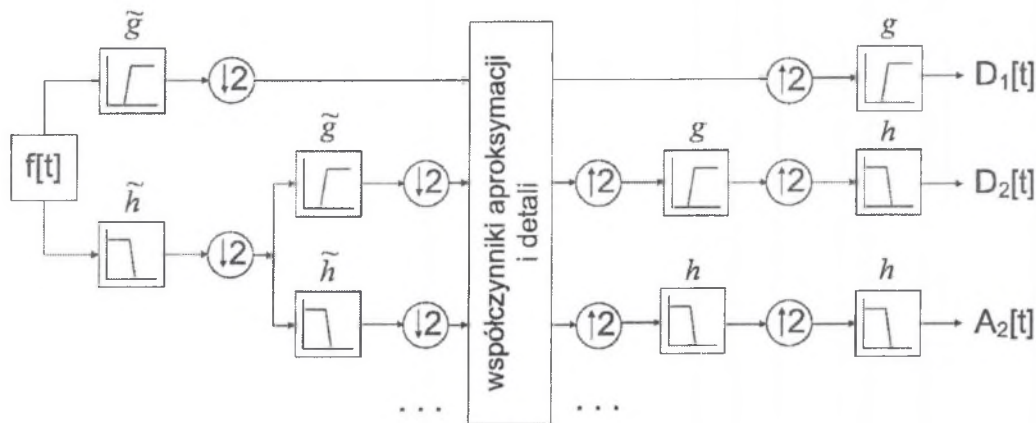 g̃
↓2
g
↑2
D₁[t]
f[t]
h̃
↓2
g̃
↓2
g
↑2
↑2
h
D₂[t]
h̃
↓2
h
↑2
↑2
h
A₂[t]
współczynniki aproksymacji
i detali
. . .
. . .